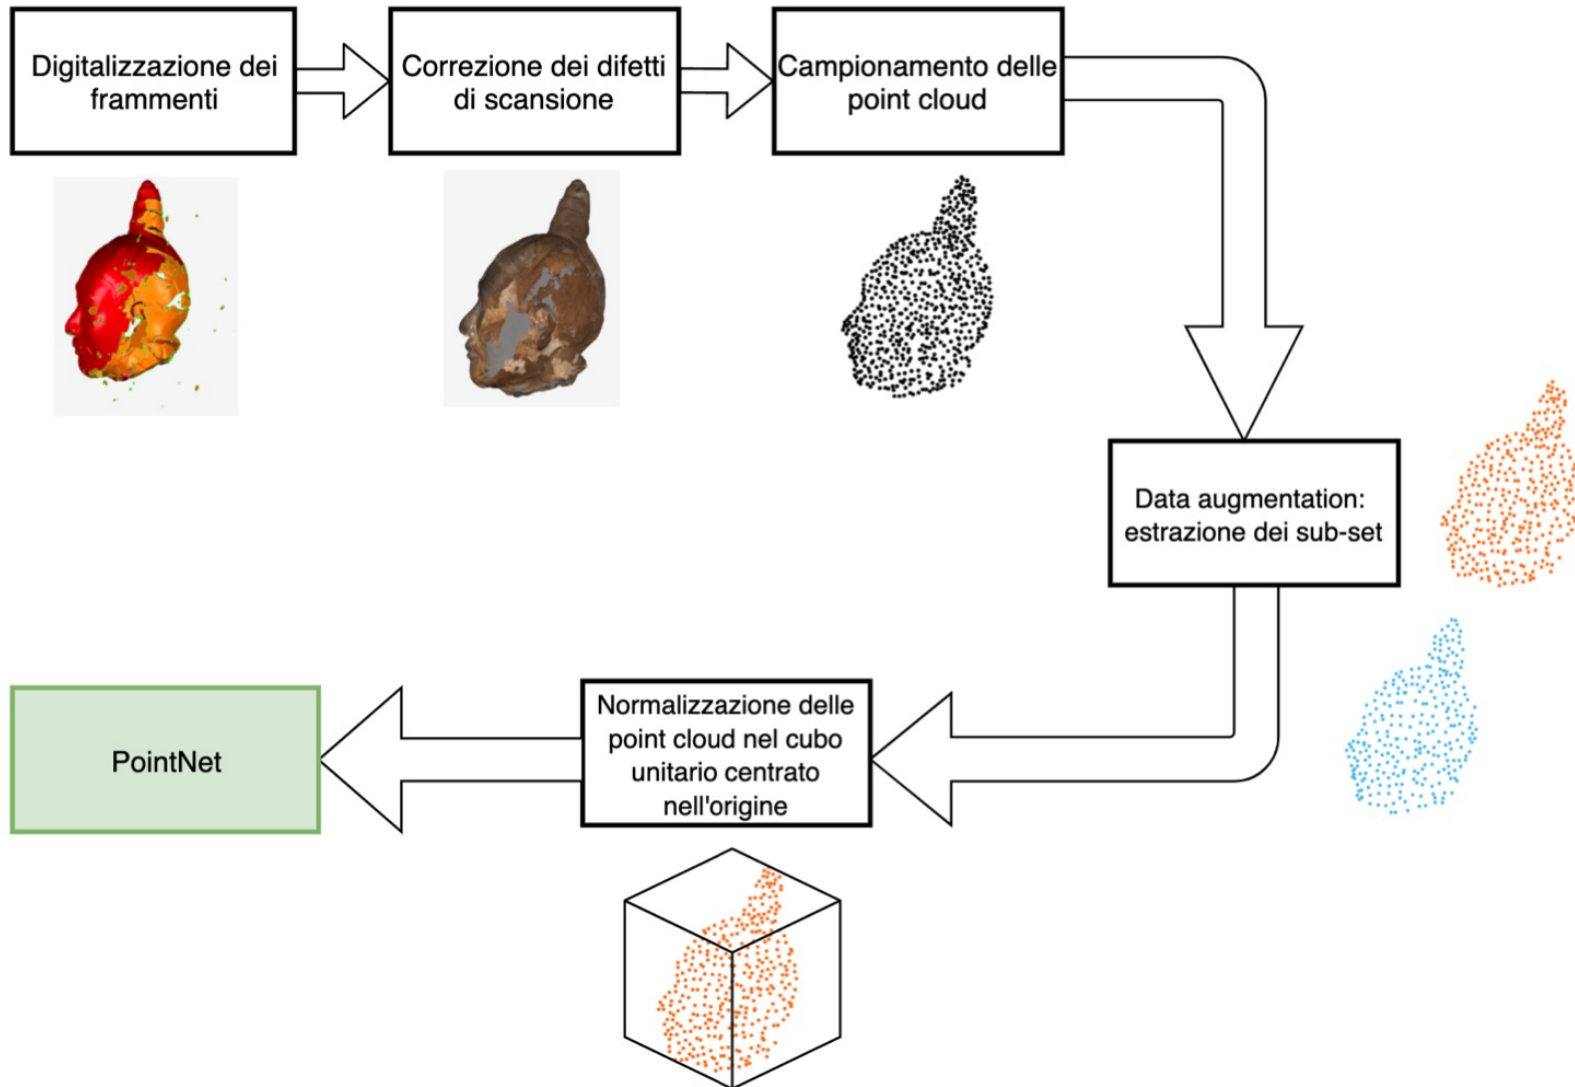 Digitalizzazione dei
frammenti
Correzione dei difetti
di scansione
Campionamento delle
point cloud
Data augmentation:
estrazione dei sub-set
Normalizzazione delle
point cloud nel cubo
unitario centrato
nell'origine
PointNet